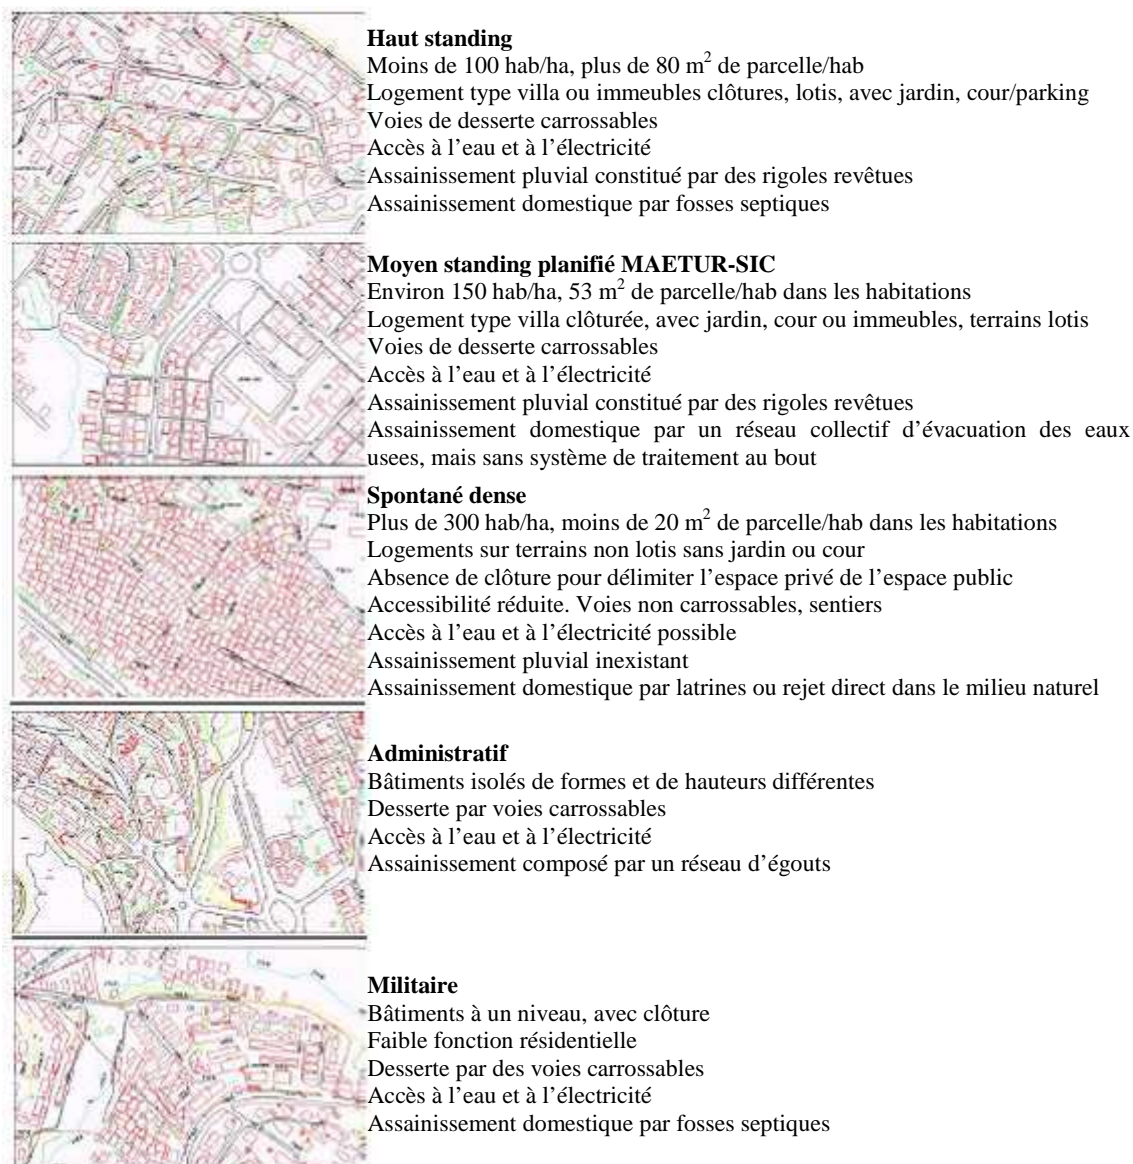 Haut standing
Moins de 100 hab/ha, plus de 80 m² de parcelle/hab
Logement type villa ou immeubles clôtures, lotis, avec jardin, cour/parking
Voies de desserte carrossables
Accès à l’eau et à l’électricité
Assainissement pluvial constitué par des rigoles revêtues
Assainissement domestique par fosses septiques
Moyen standing planifié MAETUR-SIC
Environ 150 hab/ha, 53 m² de parcelle/hab dans les habitations
Logement type villa clôturée, avec jardin, cour ou immeubles, terrains lotis
Voies de desserte carrossables
Accès à l’eau et à l’électricité
Assainissement pluvial constitué par des rigoles revêtues
Assainissement domestique par un réseau collectif d’évacuation des eaux
usees, mais sans système de traitement au bout
Spontané dense
Plus de 300 hab/ha, moins de 20 m² de parcelle/hab dans les habitations
Logements sur terrains non lotis sans jardin ou cour
Absence de clôture pour délimiter l’espace privé de l’espace public
Accessibilité réduite. Voies non carrossables, sentiers
Accès à l’eau et à l’électricité possible
Assainissement pluvial inexistant
Assainissement domestique par latrines ou rejet direct dans le milieu naturel
Administratif
Bâtiments isolés de formes et de hauteurs différentes
Desserte par voies carrossables
Accès à l’eau et à l’électricité
Assainissement composé par un réseau d’égouts
Militaire
Bâtiments à un niveau, avec clôture
Faible fonction résidentielle
Desserte par des voies carrossables
Accès à l’eau et à l’électricité
Assainissement domestique par fosses septiques